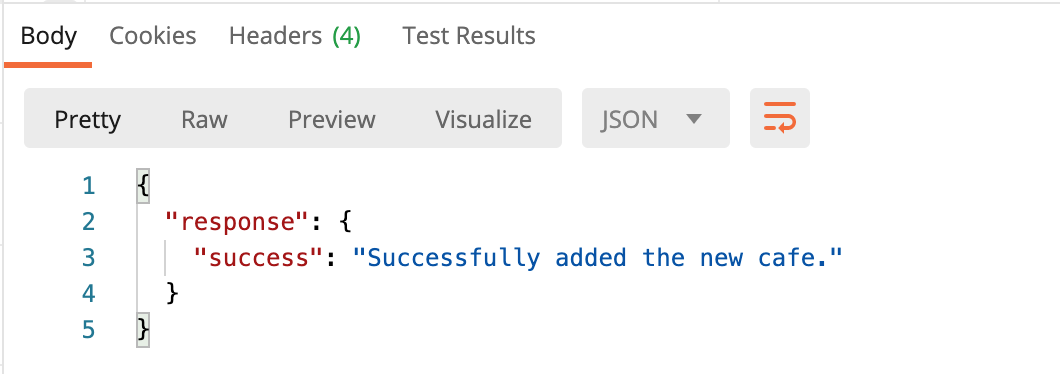 Body Cookies Headers (4) Test Results
Pretty Raw Preview Visualize JSON
1 {
2 "response": {
3 "success": "Successfully added the new cafe."
4 }
5 }